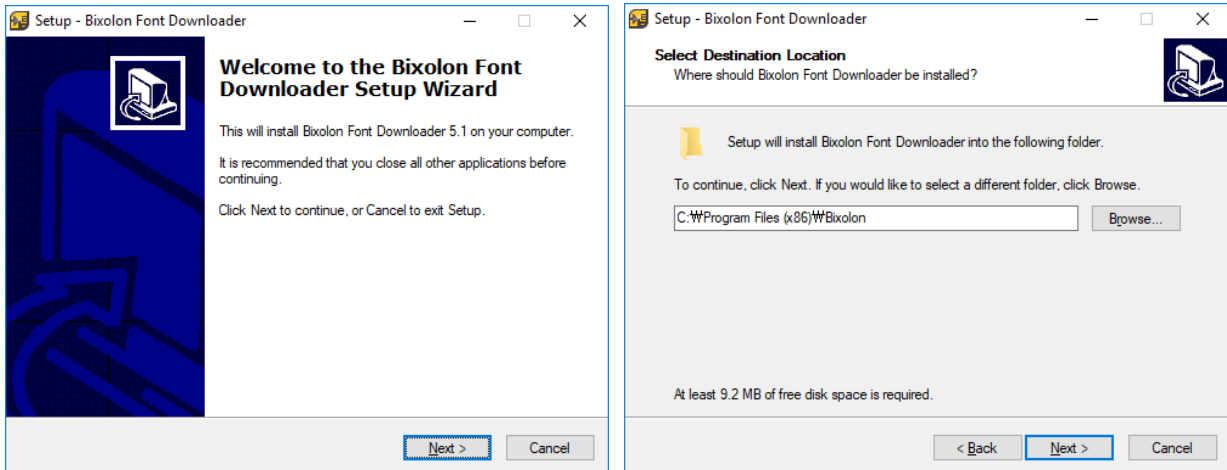 Setup - Bixolon Font Downloader
Welcome to the Bixolon Font
Downloader Setup Wizard
This will install Bixolon Font Downloader 5.1 on your computer.
It is recommended that you close all other applications before
continuing.
Click Next to continue, or Cancel to exit Setup.
Next >
Cancel
Setup - Bixolon Font Downloader
Select Destination Location
Where should Bixolon Font Downloader be installed?
Setup will install Bixolon Font Downloader into the following folder.
To continue, click Next. If you would like to select a different folder, click Browse.
C:₩Program Files (x86)₩Bixolon
Browse...
At least 9.2 MB of free disk space is required.
< Back
Next >
Cancel